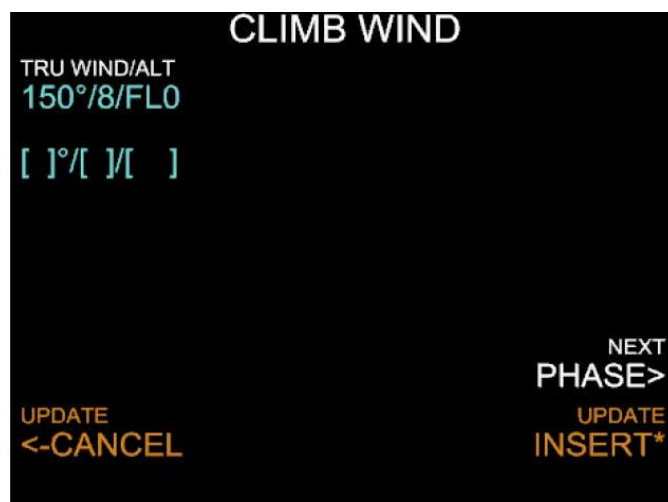 CLIMB WIND
TRU WIND/ALT
150°/8/FL0
[ ]°/[ ]/[ ]
NEXT
PHASE>
UPDATE UPDATE
<-CANCEL INSERT*